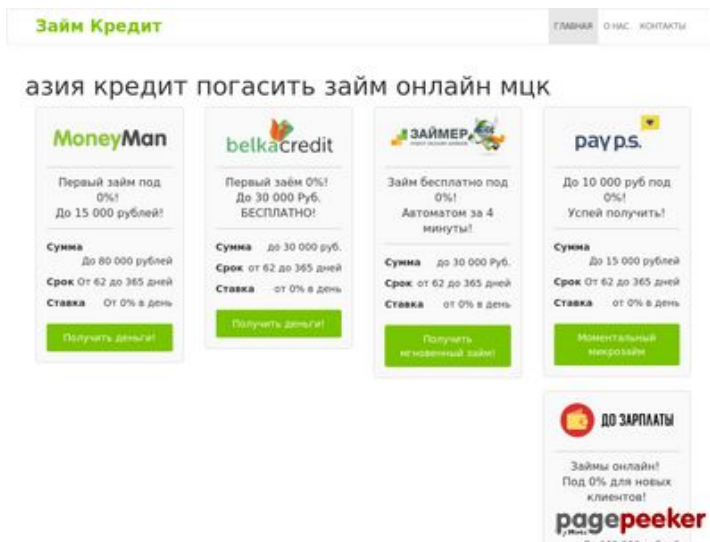 Займ Кредит
ГЛАВНАЯ О НАС. КОНТАКТЫ
азия кредит погасить займ онлайн мцк
MoneyMan
Первый займ под
0%!
До 15 000 рублей!
Сумма
До 80 000 рублей
Срок От 62 до 365 дней
Ставка От 0% в день
Получить деньги!
belkacredit
Первый заём 0%!
До 30 000 Руб.
БЕСПЛАТНО!
Сумма до 30 000 руб.
Срок от 62 до 365 дней
Ставка от 0% в день
Получить деньги!
ЗАЙМЕР
Займ бесплатно под
0%!
Автоматом за 4
минуты!
Сумма до 30 000 Руб.
Срок от 62 до 365 дней
Ставка от 0% в день
Получить
мгновенный займ!
pay p.s.
До 10 000 руб под
0%!
Успей получить!
Сумма
До 15 000 рублей
Срок От 62 до 365 дней
Ставка от 0% в день
Моментальный
микрозайм
ДО ЗАРПЛАТЫ
Займы онлайн!
Под 0% для новых
клиентов!
pagepeeker